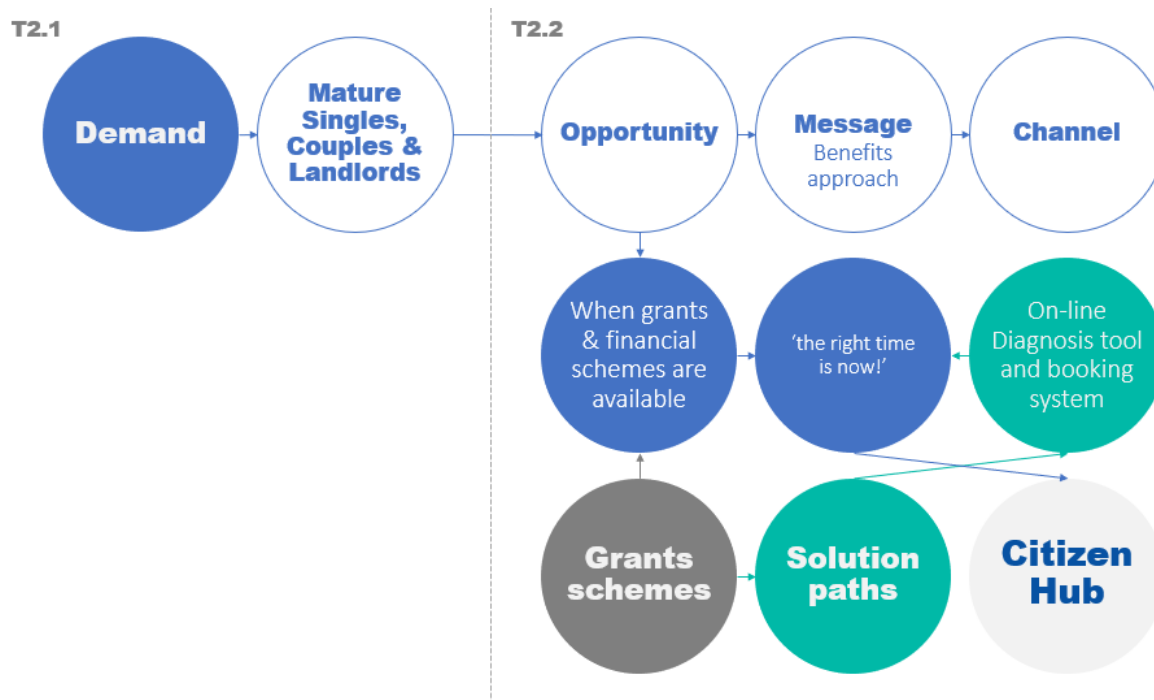 T2.1
T2.2
Demand
Mature
Singles,
Couples &
Landlords
Opportunity
Message
Benefits
approach
Channel
When grants
& financial
schemes are
available
‘the right time
is now!’
On-line
Diagnosis tool
and booking
system
Grants
schemes
Solution
paths
Citizen
Hub